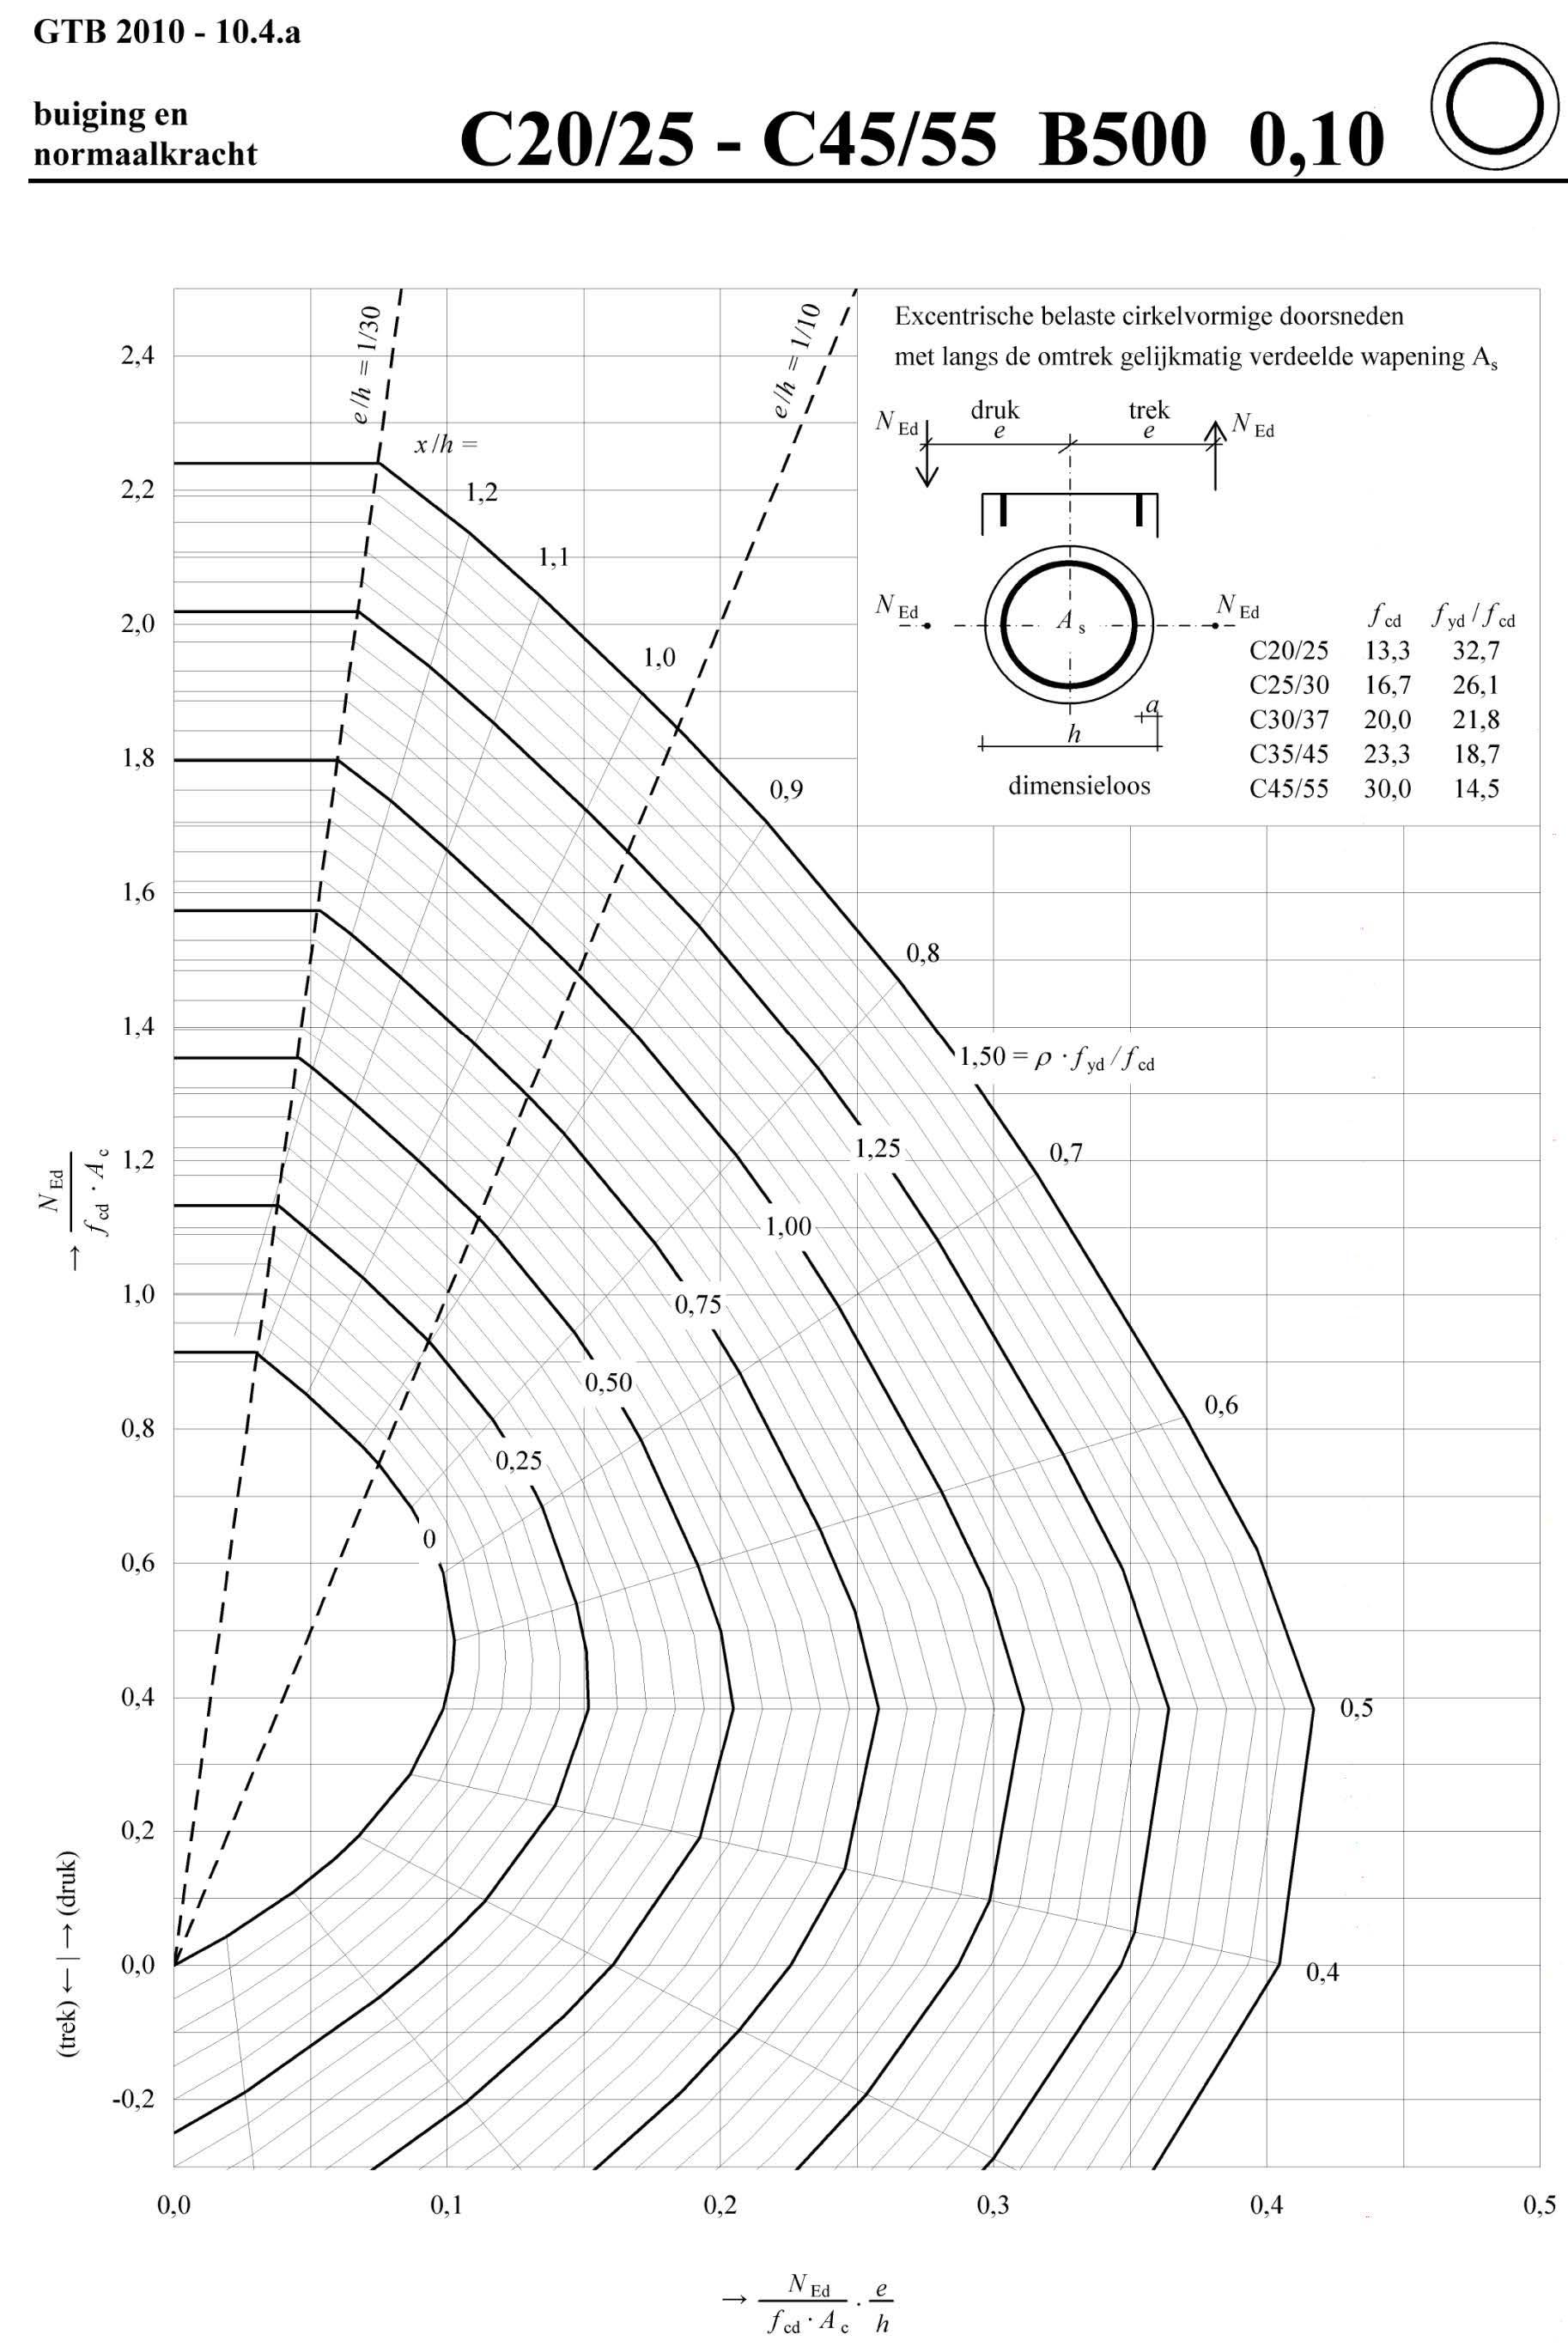 GTB 2010 - 10.4.a
buiging en
normaalkracht
C20/25 - C45/55 B500 0,10
Excentrische belaste cirkelvormige doorsneden
met langs de omtrek gelijkmatig verdeelde wapening As
e/h = 1/30
e/h = 1/10
x/h =
1,2
1,1
1,0
0,9
0,8
0,7
0,6
0,5
0,4
NEd druk trek NEd
e e
NEd As NEd
a
h
dimensieloos
fcd fyd / fcd
C20/25 13,3 32,7
C25/30 16,7 26,1
C30/37 20,0 21,8
C35/45 23,3 18,7
C45/55 30,0 14,5
1,50 = ρ · fyd / fcd
1,25
1,00
0,75
0,50
0,25
0
2,4
2,2
2,0
1,8
1,6
1,4
1,2
1,0
0,8
0,6
0,4
0,2
0,0
-0,2
→ NEd / fcd · Ac
(trek) ← | → (druk)
0,0 0,1 0,2 0,3 0,4 0,5
→ NEd / fcd · Ac · e / h